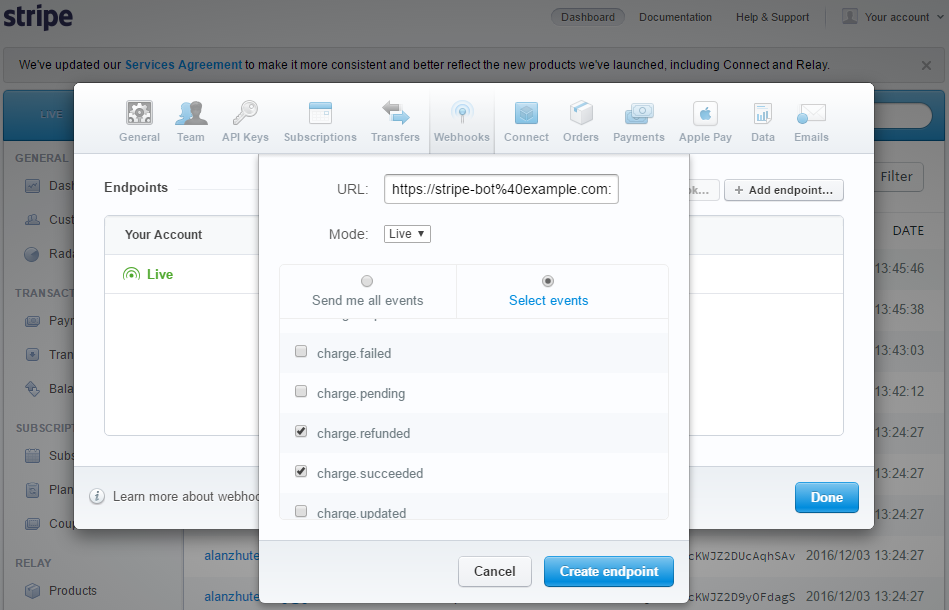 stripe
Dashboard Documentation Help & Support Your account
We've updated our Services Agreement to make it more consistent and better reflect the new products we've launched, including Connect and Relay.
LIVE
General Team API Keys Subscriptions Transfers Webhooks Connect Orders Payments Apple Pay Data Emails
GENERAL
TRANSACT
Paym
Tran
Bala
SUBSCRIPT
Subs
Plan
Coup
RELAY
Products
Endpoints
+ Add endpoint...
Filter
Your Account
Live
URL: https://stripe-bot%40example.com:
Mode: Live
Send me all events
Select events
charge.failed
charge.pending
charge.refunded
charge.succeeded
charge.updated
Cancel Create endpoint
Learn more about webhoo
Done
DATE
13:45:46
13:45:38
13:43:03
13:42:12
13:24:27
13:24:27
13:24:27
alanzhute cKWJZ2DUcAqhSAv 2016/12/03 13:24:27
alanzhute cKWJZ2D9yOFdagS 2016/12/03 13:24:27